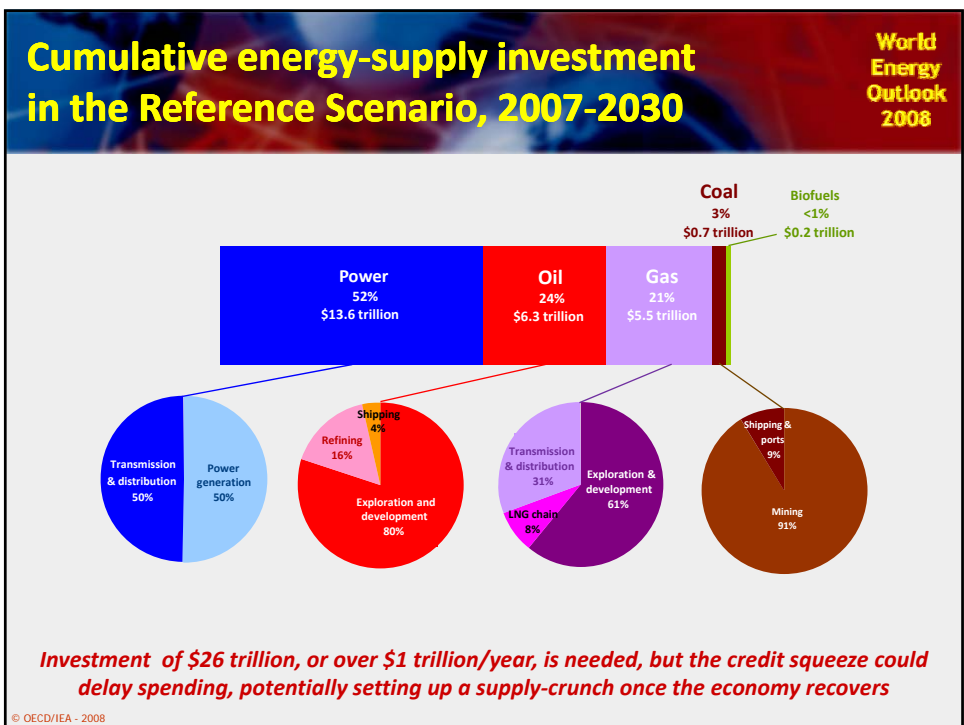 Cumulative energy-supply investment
in the Reference Scenario, 2007-2030
World
Energy
Outlook
2008
Coal
3%
$0.7 trillion
Biofuels
<1%
$0.2 trillion
Power
52%
$13.6 trillion
Oil
24%
$6.3 trillion
Gas
21%
$5.5 trillion
Transmission
& distribution
50%
Power
generation
50%
Shipping
4%
Refining
16%
Exploration and
development
80%
Transmission
& distribution
31%
Exploration &
development
61%
LNG chain
8%
Shipping &
ports
9%
Mining
91%
Investment of $26 trillion, or over $1 trillion/year, is needed, but the credit squeeze could
delay spending, potentially setting up a supply-crunch once the economy recovers
© OECD/IEA - 2008